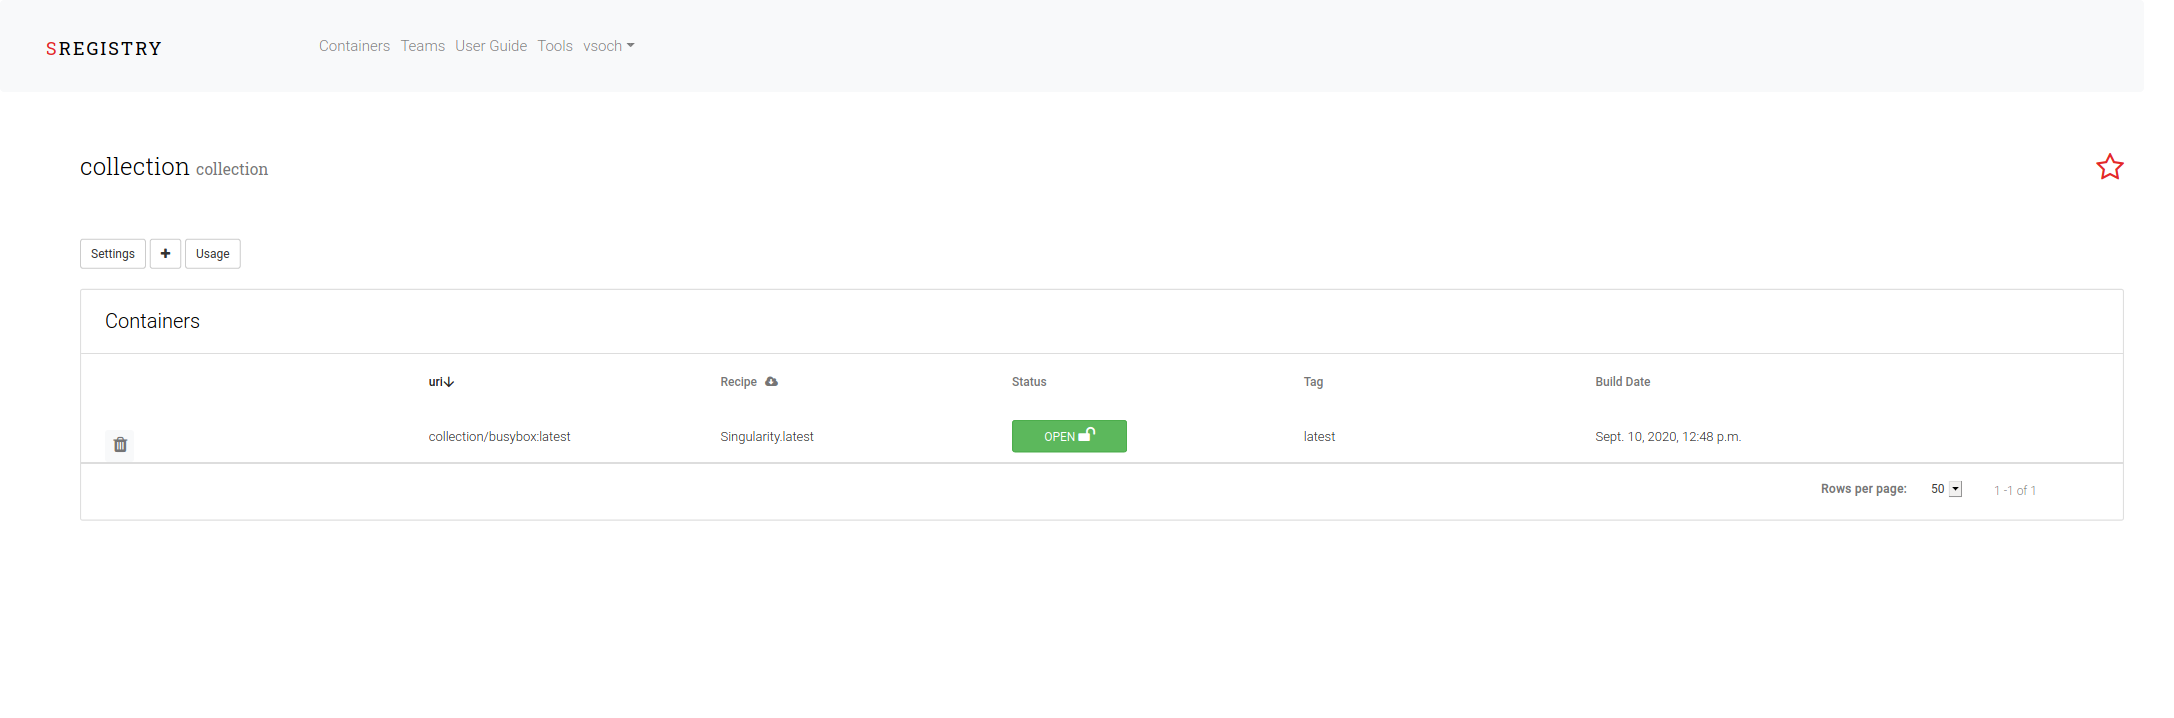 SREGISTRY Containers Teams User Guide Tools vsoch
collection collection
Settings + Usage
Containers
uri↓ Recipe Status Tag Build Date
collection/busybox:latest Singularity.latest OPEN latest Sept. 10, 2020, 12:48 p.m.
Rows per page: 50 1 -1 of 1